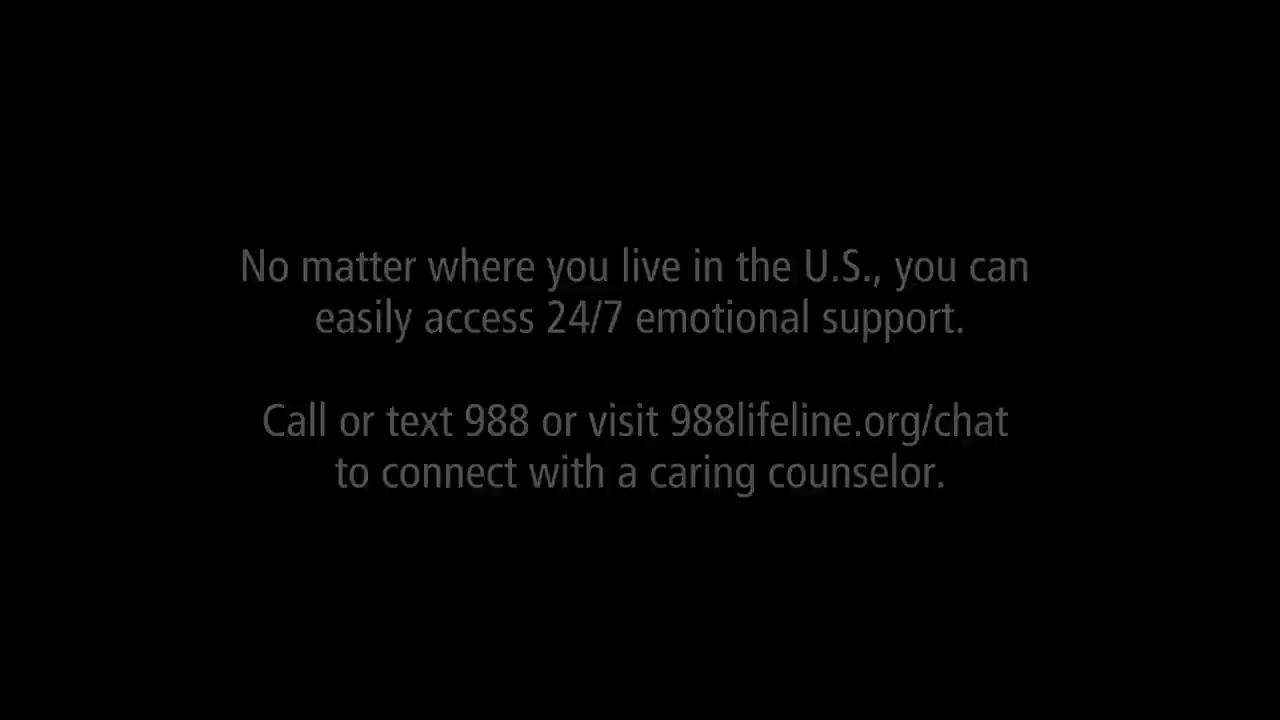 No matter where you live in the U.S., you can
easily access 24/7 emotional support.
Call or text 988 or visit 988lifeline.org/chat
to connect with a caring counselor.